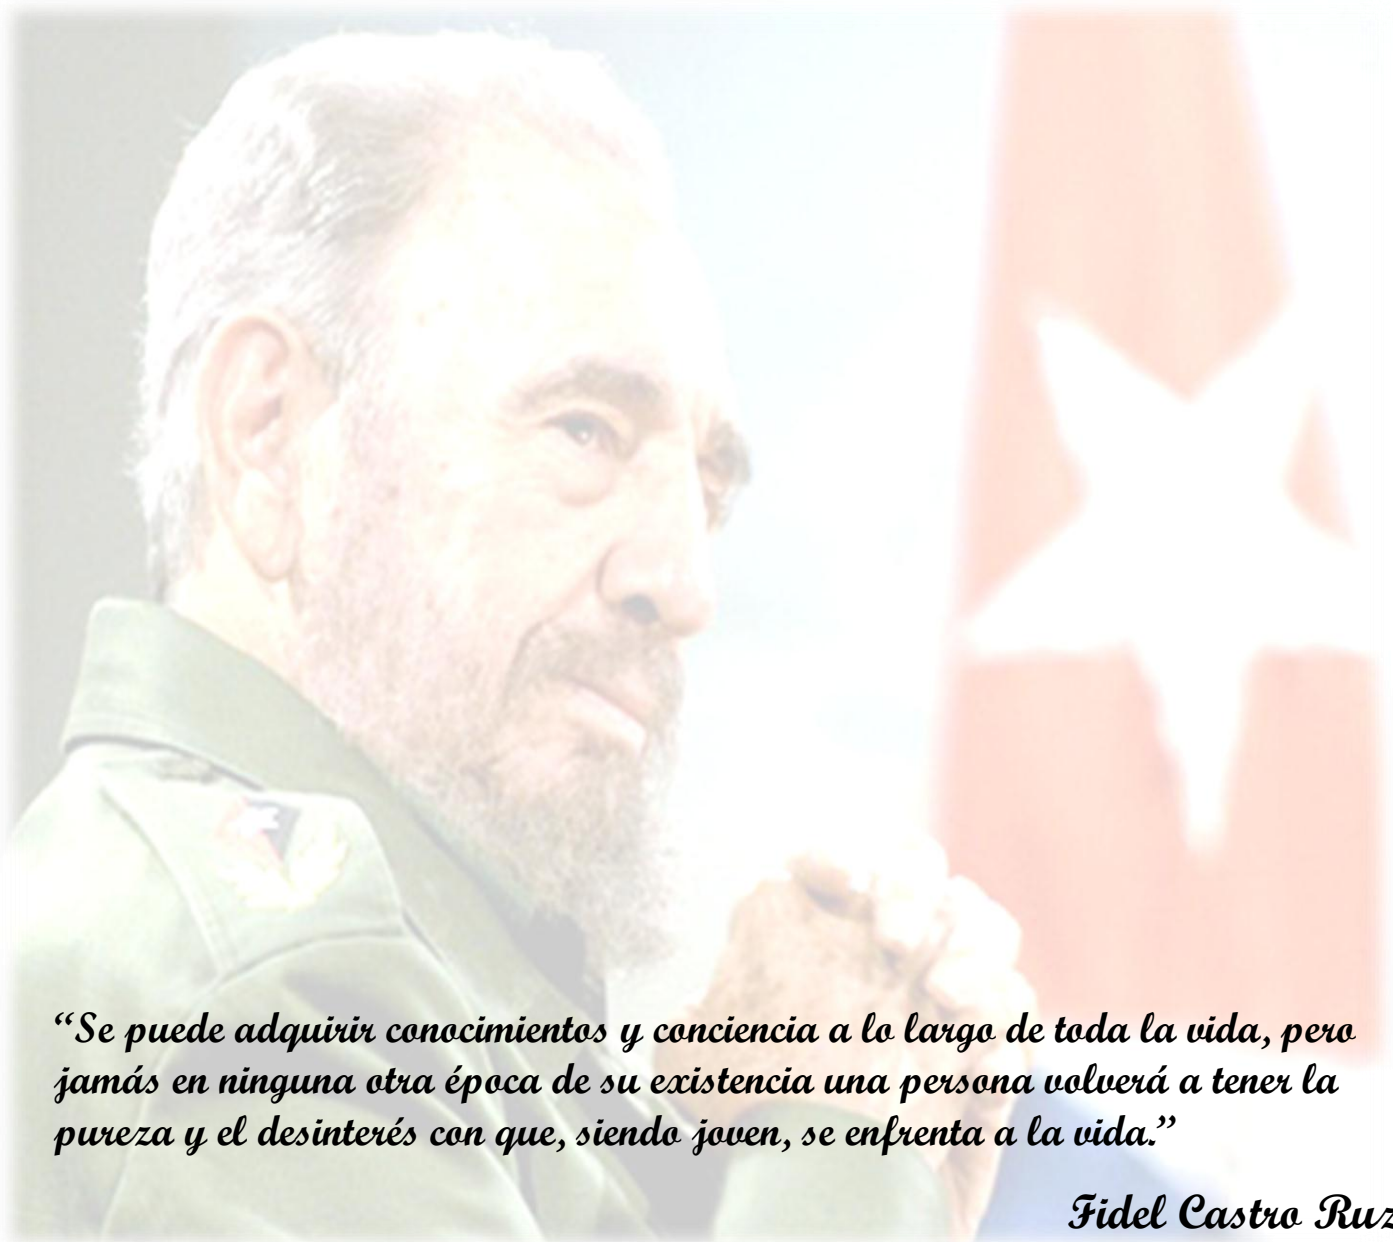 “Se puede adquirir conocimientos y conciencia a lo largo de toda la vida, pero
jamás en ninguna otra época de su existencia una persona volverá a tener la
pureza y el desinterés con que, siendo joven, se enfrenta a la vida.”
Fidel Castro Ruz